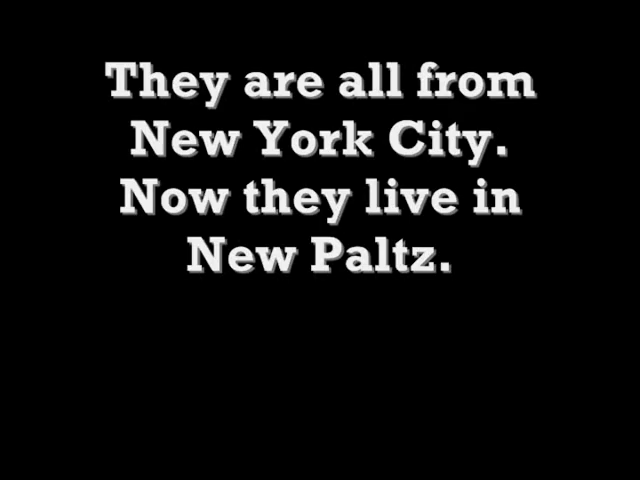 They are all from
New York City.
Now they live in
New Paltz.